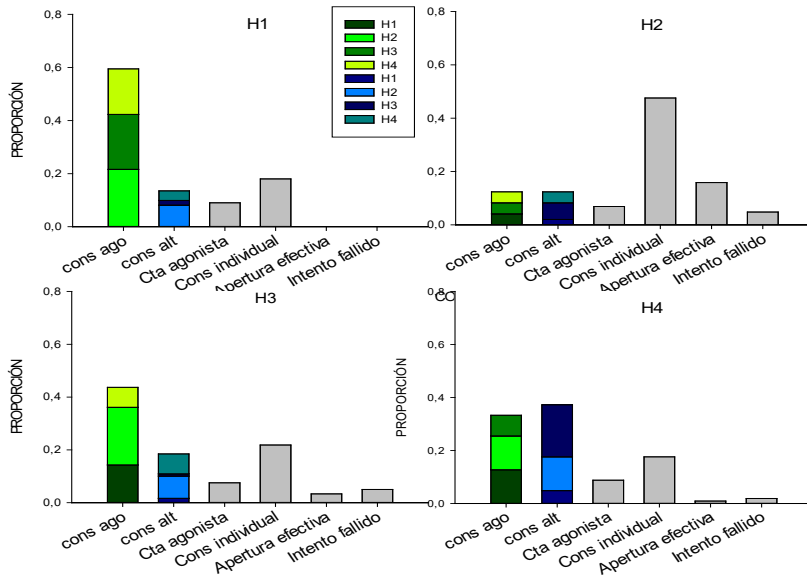 H1
0,8
0,6
0,4
0,2
0,0
PROPORCIÓN
H1
H2
H3
H4
H1
H2
H3
H4
cons ago
cons alt
Cta agonista
Cons individual
Apertura efectiva
Intento fallido
H2
0,8
0,6
0,4
0,2
0,0
cons ago
cons alt
Cta agonista
Cons individual
Apertura efectiva
Intento fallido
H3
0,8
0,6
0,4
0,2
0,0
PROPORCIÓN
cons ago
cons alt
Cta agonista
Cons individual
Apertura efectiva
Intento fallido
H4
0,8
0,6
0,4
0,2
0,0
PROPORCIÓN
cons ago
cons alt
Cta agonista
Cons individual
Apertura efectiva
Intento fallido